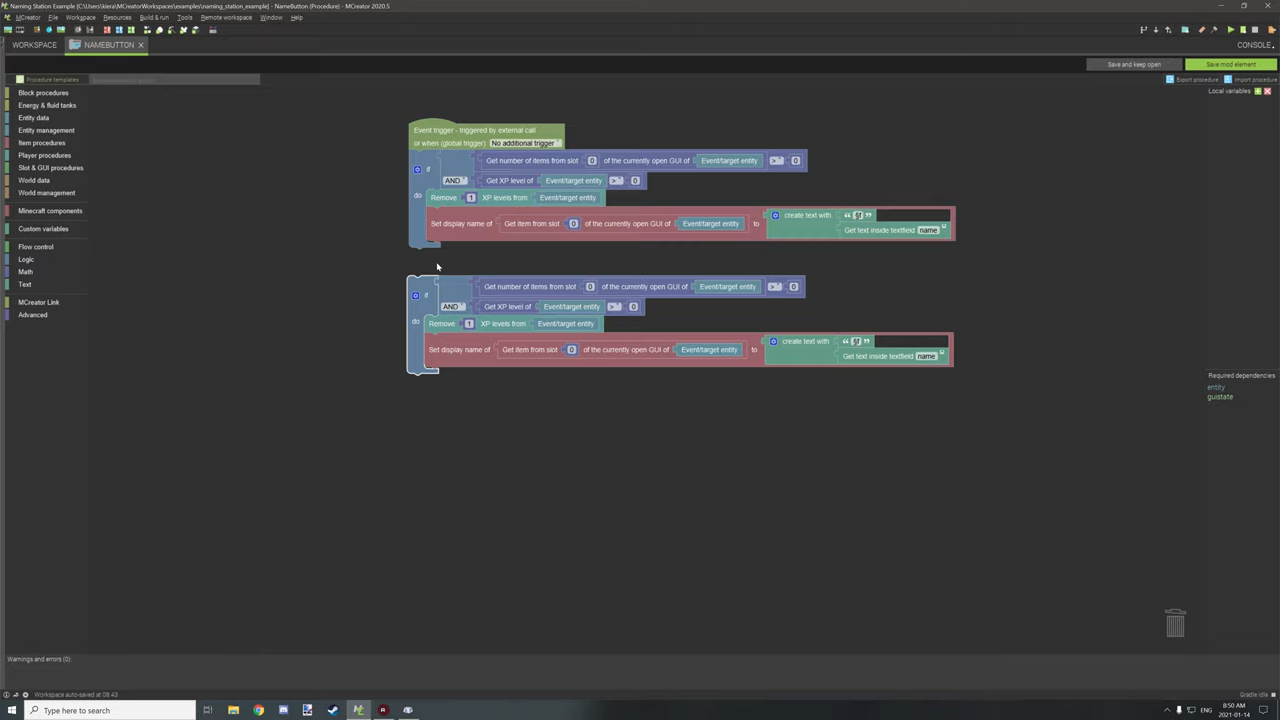 Naming Station Example [C:\Users\kiera\MCreatorWorkspaces\examples\naming_station_example] - NameButton (Procedure) - MCreator 2020.5
MCreator File Workspace Resources Build & run Tools Remote workspace Window Help
WORKSPACE NAMEBUTTON × CONSOLE
Save and keep open Save mod element
Procedure templates Export procedure Import procedure
Local variables
Block procedures
Energy & fluid tanks
Entity data
Entity management
Item procedures
Player procedures
Slot & GUI procedures
World data
World management
Minecraft components
Custom variables
Flow control
Logic
Math
Text
MCreator Link
Advanced
Event trigger - triggered by external call
or when (global trigger) No additional trigger
if Get number of items from slot 0 of the currently open GUI of Event/target entity > 0
AND Get XP level of Event/target entity > 0
do Remove 1 XP levels from Event/target entity
Set display name of Get item from slot 0 of the currently open GUI of Event/target entity to create text with
Get text inside textfield name
if Get number of items from slot 0 of the currently open GUI of Event/target entity > 0
AND Get XP level of Event/target entity > 0
do Remove 1 XP levels from Event/target entity
Set display name of Get item from slot 0 of the currently open GUI of Event/target entity to create text with
Get text inside textfield name
Required dependencies
entity
guistate
Warnings and errors (0):
Workspace auto-saved at 08:43 Gradle idle
Type here to search ENG 8:50 AM
2021-01-14